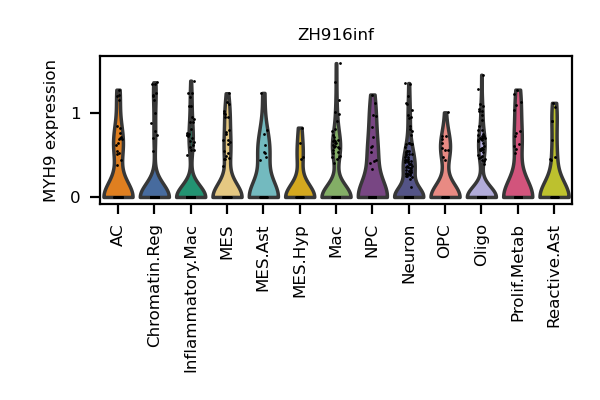 ZH916inf
MYH9 expression
1
0
AC
Chromatin.Reg
Inflammatory.Mac
MES
MES.Ast
MES.Hyp
Mac
NPC
Neuron
OPC
Oligo
Prolif.Metab
Reactive.Ast